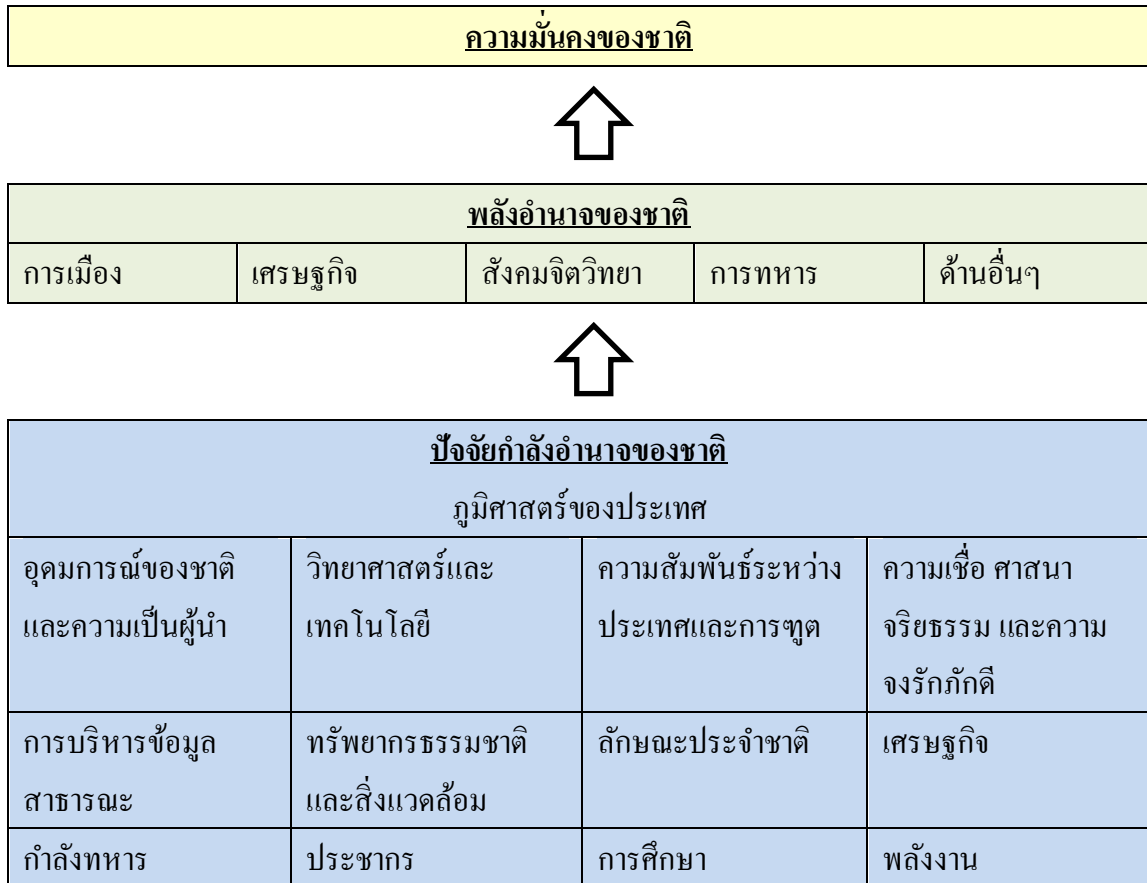 ความมั่นคงของชาติ
พลังอำนาจของชาติ
การเมือง เศรษฐกิจ สังคมจิตวิทยา การทหาร ด้านอื่นๆ
ปัจจัยกำลังอำนาจของชาติ
ภูมิศาสตร์ของประเทศ
อุดมการณ์ของชาติ
และความเป็นผู้นำ
วิทยาศาสตร์และ
เทคโนโลยี
ความสัมพันธ์ระหว่าง
ประเทศและการฑูต
ความเชื่อ ศาสนา
จริยธรรม และความ
จงรักภักดี
การบริหารข้อมูล
สาธารณะ
ทรัพยากรธรรมชาติ
และสิ่งแวดล้อม
ลักษณะประจำชาติ
เศรษฐกิจ
กำลังทหาร
ประชากร
การศึกษา
พลังงาน